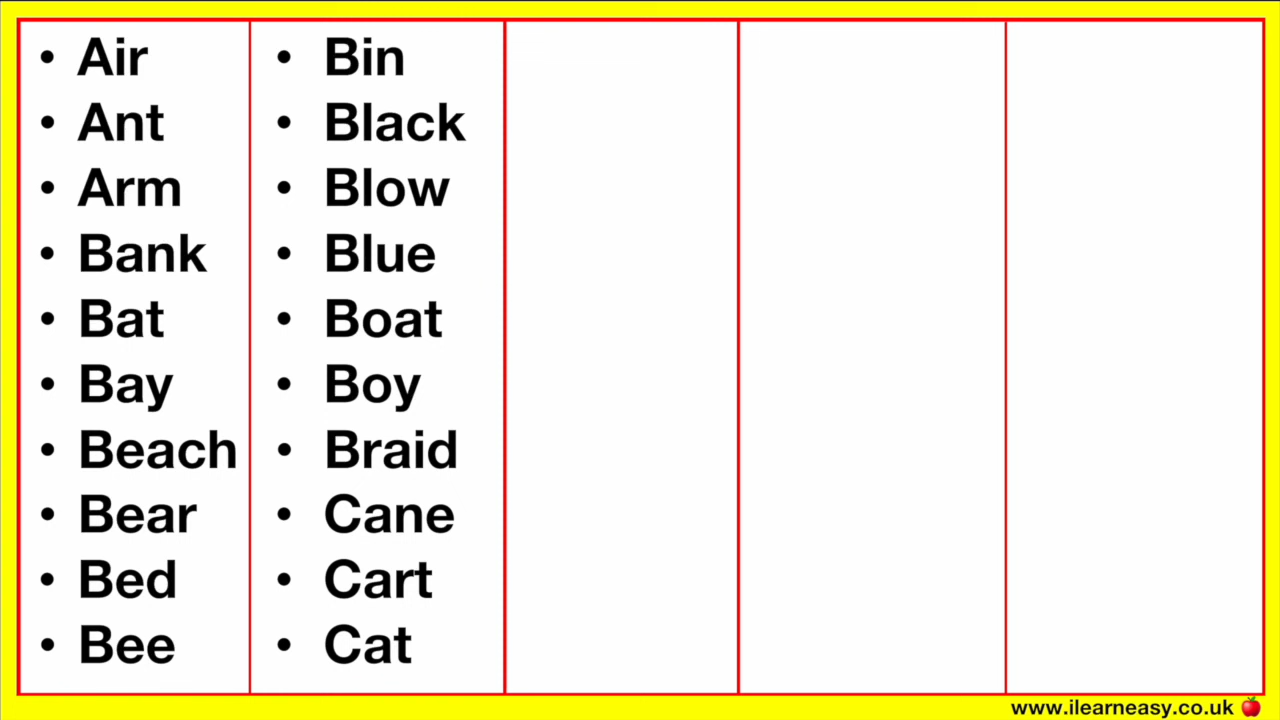 • Air
• Ant
• Arm
• Bank
• Bat
• Bay
• Beach
• Bear
• Bed
• Bee
• Bin
• Black
• Blow
• Blue
• Boat
• Boy
• Braid
• Cane
• Cart
• Cat
www.ilearneasy.co.uk